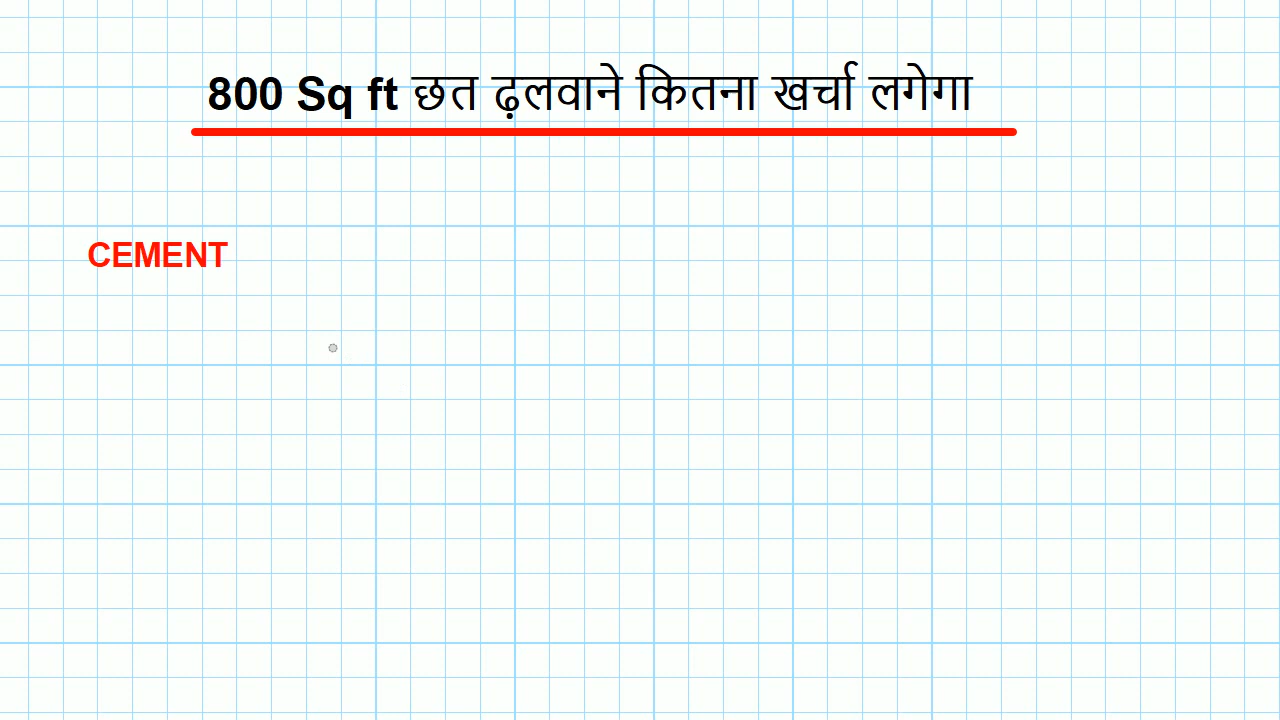 800 Sq ft छत ढ़लवाने कितना खर्चा लगेगा
CEMENT